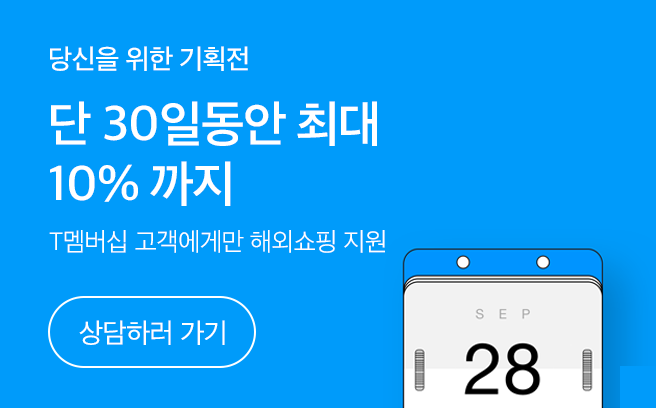 당신을 위한 기획전
단 30일동안 최대
10% 까지
T멤버십 고객에게만 해외쇼핑 지원
상담하러 가기
SEP
28